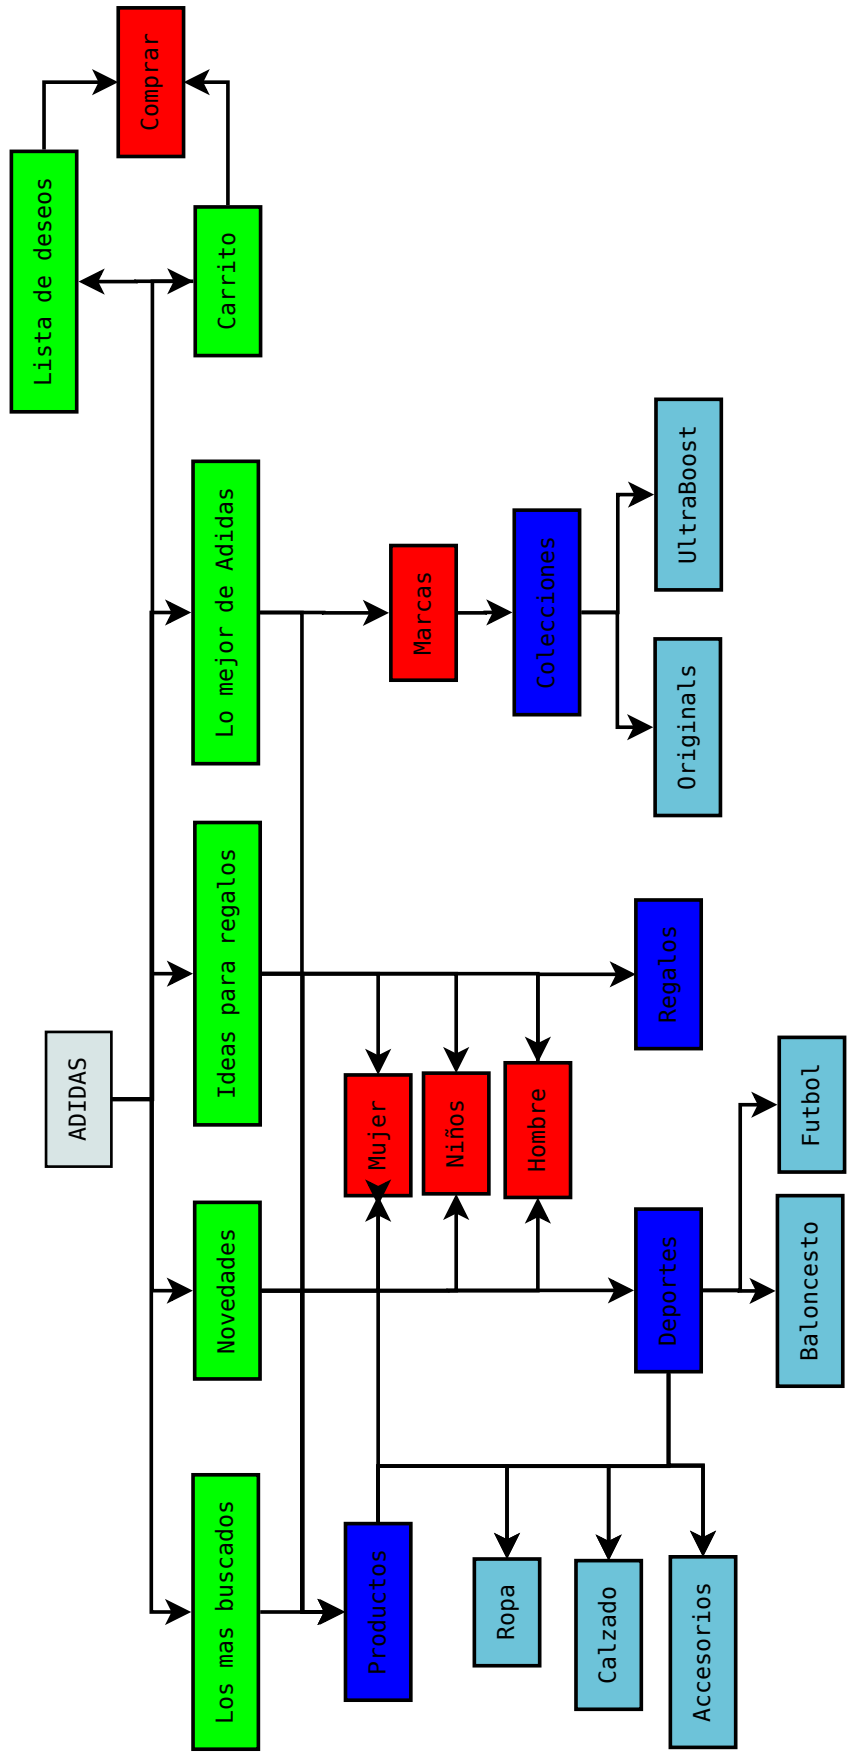 ADIDAS
Los mas buscados
Novedades
Ideas para regalos
Lo mejor de Adidas
Carrito
Lista de deseos
Comprar
Productos
Mujer
Niños
Hombre
Marcas
Colecciones
Ropa
Calzado
Accesorios
Deportes
Regalos
Originals
UltraBoost
Baloncesto
Futbol